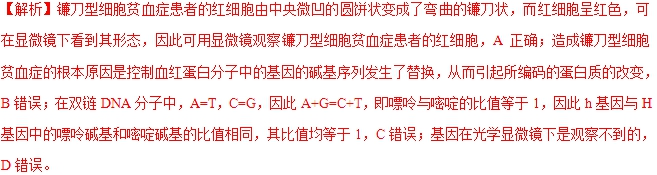 【解析】镰刀型细胞贫血症患者的红细胞由中央微凹的圆饼状变成了弯曲的镰刀状，而红细胞呈红色，可
在显微镜下看到其形态，因此可用显微镜观察镰刀型细胞贫血症患者的红细胞，A 正确；造成镰刀型细胞
贫血症的根本原因是控制血红蛋白分子中的基因的碱基序列发生了替换，从而引起所编码的蛋白质的改变，
B 错误；在双链 DNA 分子中，A=T，C=G，因此 A+G=C+T，即嘌呤与嘧啶的比值等于 1，因此 h 基因与 H
基因中的嘌呤碱基和嘧啶碱基的比值相同，其比值均等于 1，C 错误；基因在光学显微镜下是观察不到的，
D 错误。